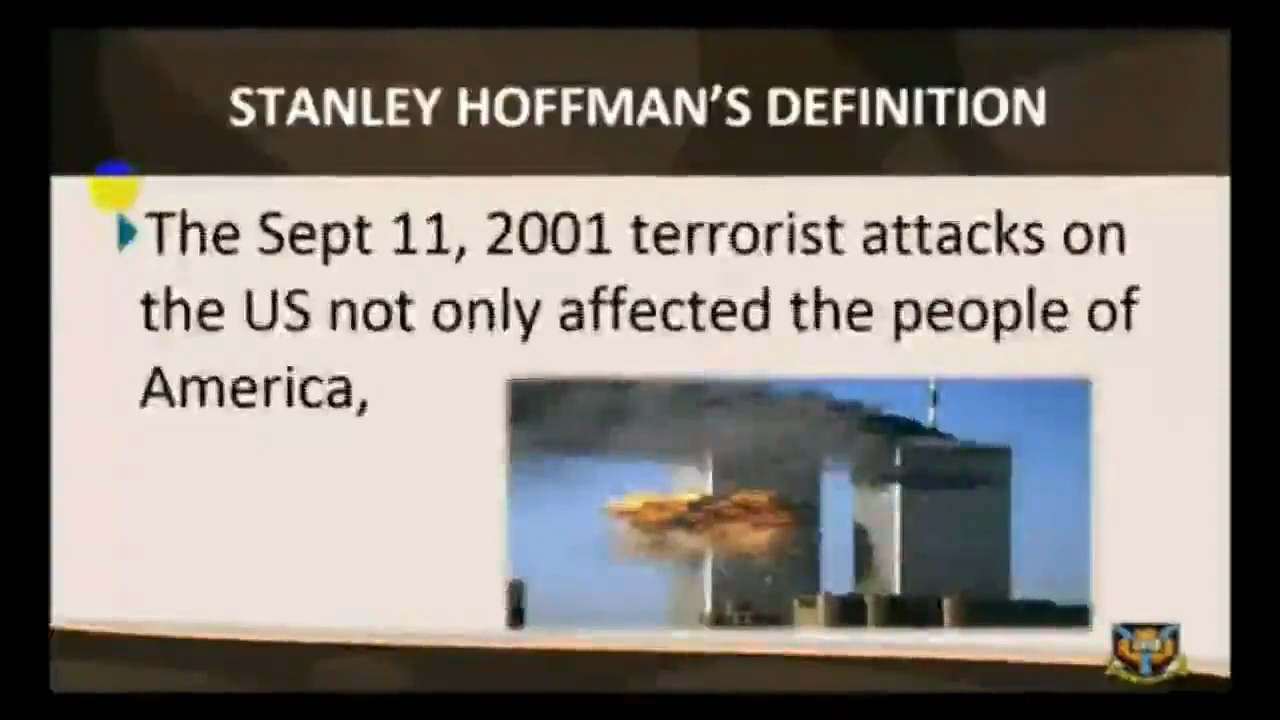 STANLEY HOFFMAN'S DEFINITION
The Sept 11, 2001 terrorist attacks on
the US not only affected the people of
America,